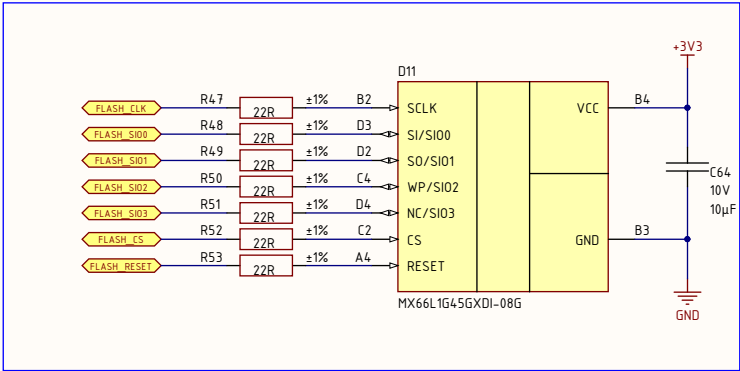 +3V3
D11
FLASH_CLK R47 22R ±1% B2 SCLK VCC B4
FLASH_SIO0 R48 22R ±1% D3 SI/SIO0
FLASH_SIO1 R49 22R ±1% D2 SO/SIO1
FLASH_SIO2 R50 22R ±1% C4 WP/SIO2
FLASH_SIO3 R51 22R ±1% D4 NC/SIO3
FLASH_CS R52 22R ±1% C2 CS GND B3
FLASH_RESET R53 22R ±1% A4 RESET
C64
10V
10µF
MX66L1G45GXDI-08G
GND